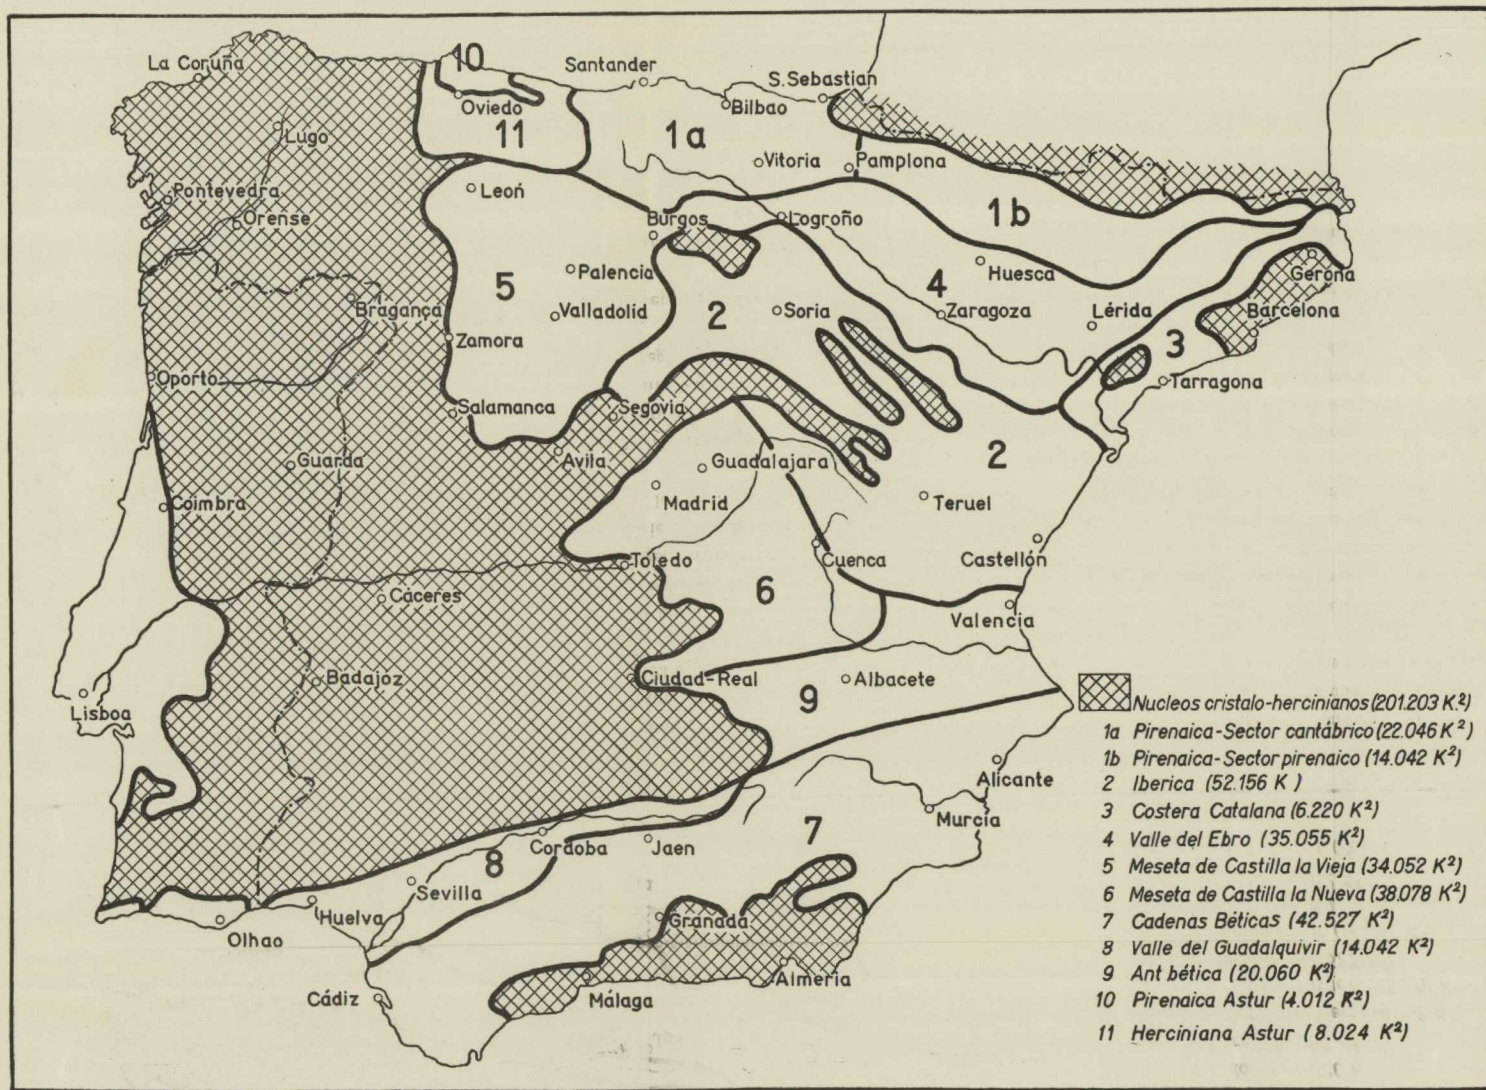 La Coruña
Lugo
Pontevedra
Orense
Bragança
Oporto
Guarda
Coimbra
Lisboa
10
Oviedo
11
Santander
Bilbao
S. Sebastian
1a
Vitoria
Pamplona
León
Burgos
Logroño
1b
Palencia
5
Valladolid
Zamora
Salamanca
Segovia
Avila
2
Soria
4
Huesca
Zaragoza
Lérida
Gerona
Barcelona
3
Tarragona
Guadalajara
Madrid
2
Teruel
Toledo
Cuenca
Castellón
Cáceres
6
Valencia
Badajóz
Ciudad-Real
9
Albacete
Alicante
Murcia
7
8
Cordoba
Jaen
Sevilla
Huelva
Olhao
Granada
Almeria
Málaga
Cádiz
Nucleos cristalo-hercinianos (201.203 K.²)
1a Pirenaica-Sector cantábrico (22.046 K²)
1b Pirenaica-Sector pirenaico (14.042 K²)
2 Iberica (52.156 K )
3 Costera Catalana (6.220 K²)
4 Valle del Ebro (35.055 K²)
5 Meseta de Castilla la Vieja (34.052 K²)
6 Meseta de Castilla la Nueva (38.078 K²)
7 Cadenas Béticas (42.527 K²)
8 Valle del Guadalquivir (14.042 K²)
9 Ant bética (20.060 K²)
10 Pirenaica Astur (4.012 K²)
11 Herciniana Astur (8.024 K²)